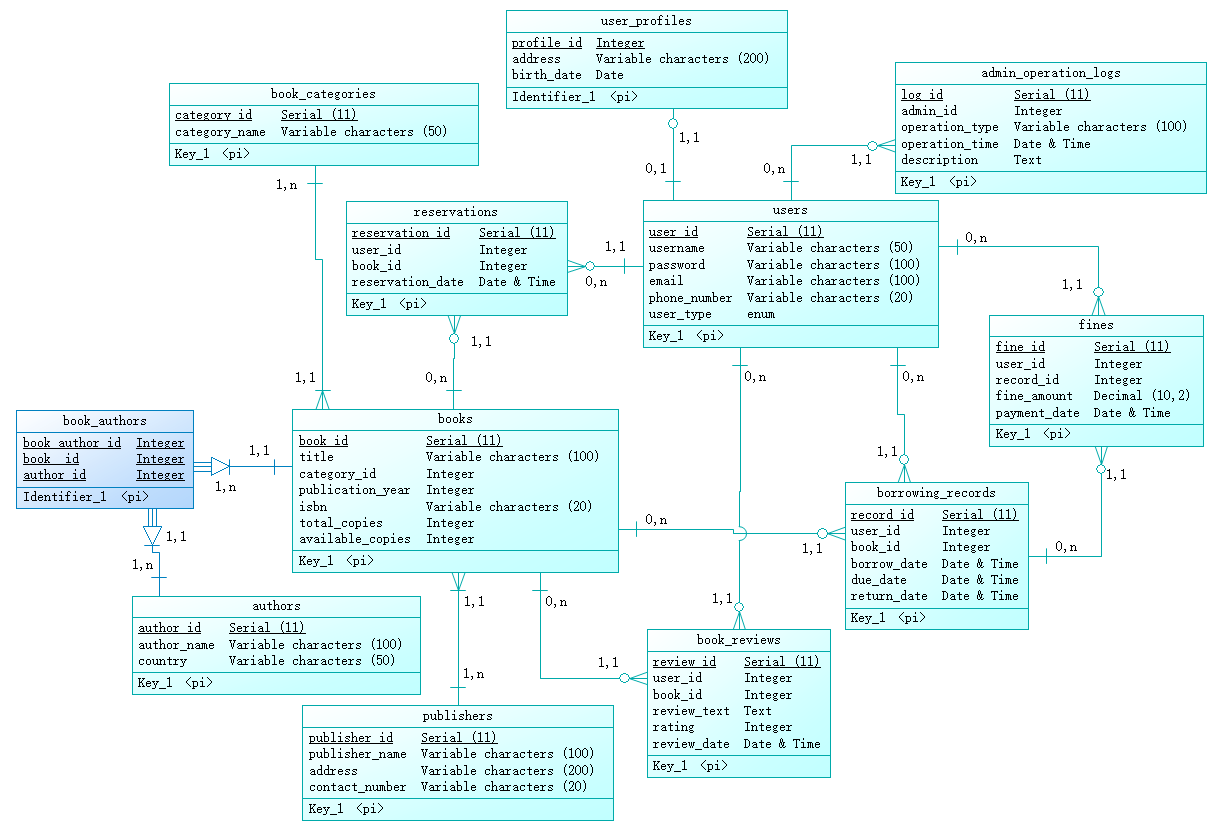 user_profiles
profile_id Integer
address Variable characters (200)
birth_date Date
Identifier_1 <pi>
admin_operation_logs
log_id Serial (11)
admin_id Integer
operation_type Variable characters (100)
operation_time Date & Time
description Text
Key_1 <pi>
book_categories
category_id Serial (11)
category_name Variable characters (50)
Key_1 <pi>
1,1
0,1
1,1
0,n
1,n
reservations
reservation_id Serial (11)
user_id Integer
book_id Integer
reservation_date Date & Time
Key_1 <pi>
1,1
0,n
users
user_id Serial (11)
username Variable characters (50)
password Variable characters (100)
email Variable characters (100)
phone_number Variable characters (20)
user_type enum
Key_1 <pi>
0,n
1,1
fines
fine_id Serial (11)
user_id Integer
record_id Integer
fine_amount Decimal (10,2)
payment_date Date & Time
Key_1 <pi>
1,1
0,n
1,1
0,n
0,n
book_authors
book_author_id Integer
book _id Integer
author_id Integer
Identifier_1 <pi>
1,1
1,n
books
book_id Serial (11)
title Variable characters (100)
category_id Integer
publication_year Integer
isbn Variable characters (20)
total_copies Integer
available_copies Integer
Key_1 <pi>
1,1
1,1
borrowing_records
record_id Serial (11)
user_id Integer
book_id Integer
borrow_date Date & Time
due_date Date & Time
return_date Date & Time
Key_1 <pi>
0,n
1,1
0,n
1,1
1,n
authors
author_id Serial (11)
author_name Variable characters (100)
country Variable characters (50)
Key_1 <pi>
1,1
0,n
1,1
1,1
1,n
book_reviews
review_id Serial (11)
user_id Integer
book_id Integer
review_text Text
rating Integer
review_date Date & Time
Key_1 <pi>
publishers
publisher_id Serial (11)
publisher_name Variable characters (100)
address Variable characters (200)
contact_number Variable characters (20)
Key_1 <pi>